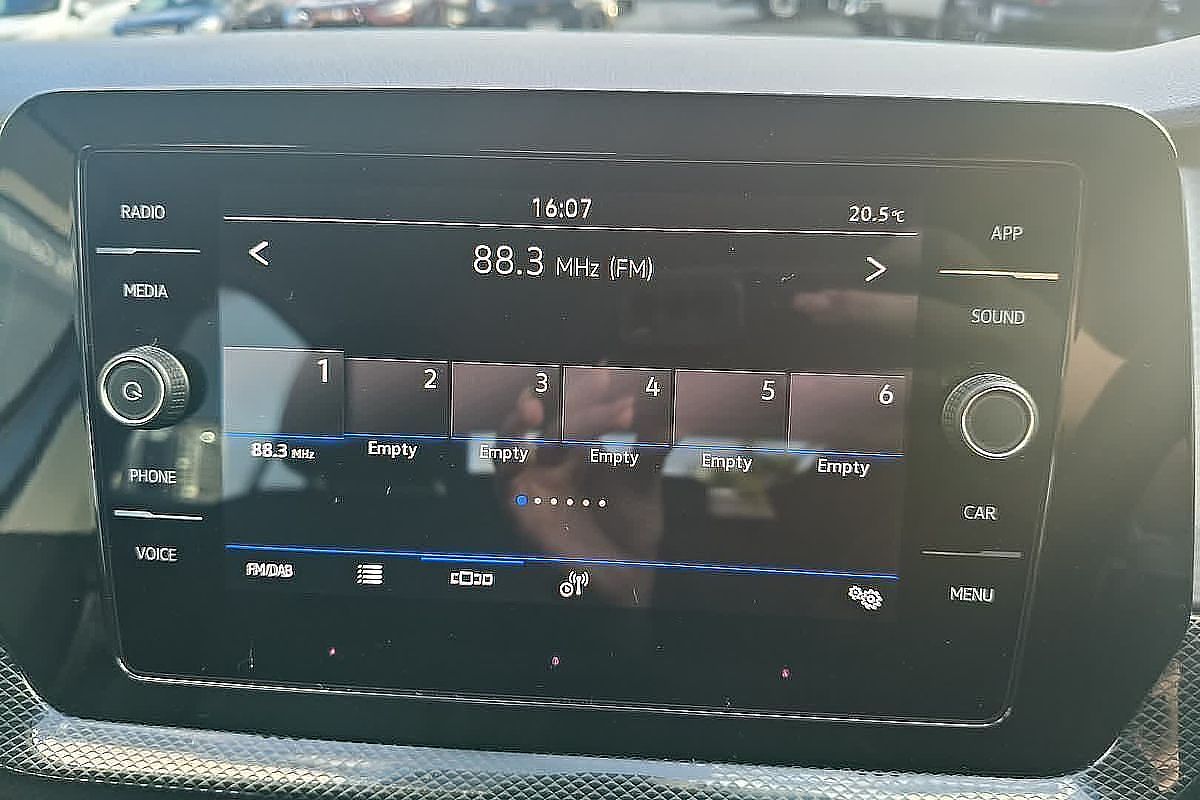 16:07
20.5°C
RADIO
MEDIA
PHONE
VOICE
< 88.3 MHz (FM) >
1 2 3 4 5 6
88.3 MHz Empty Empty Empty Empty Empty
FM/DAB
APP
SOUND
CAR
MENU